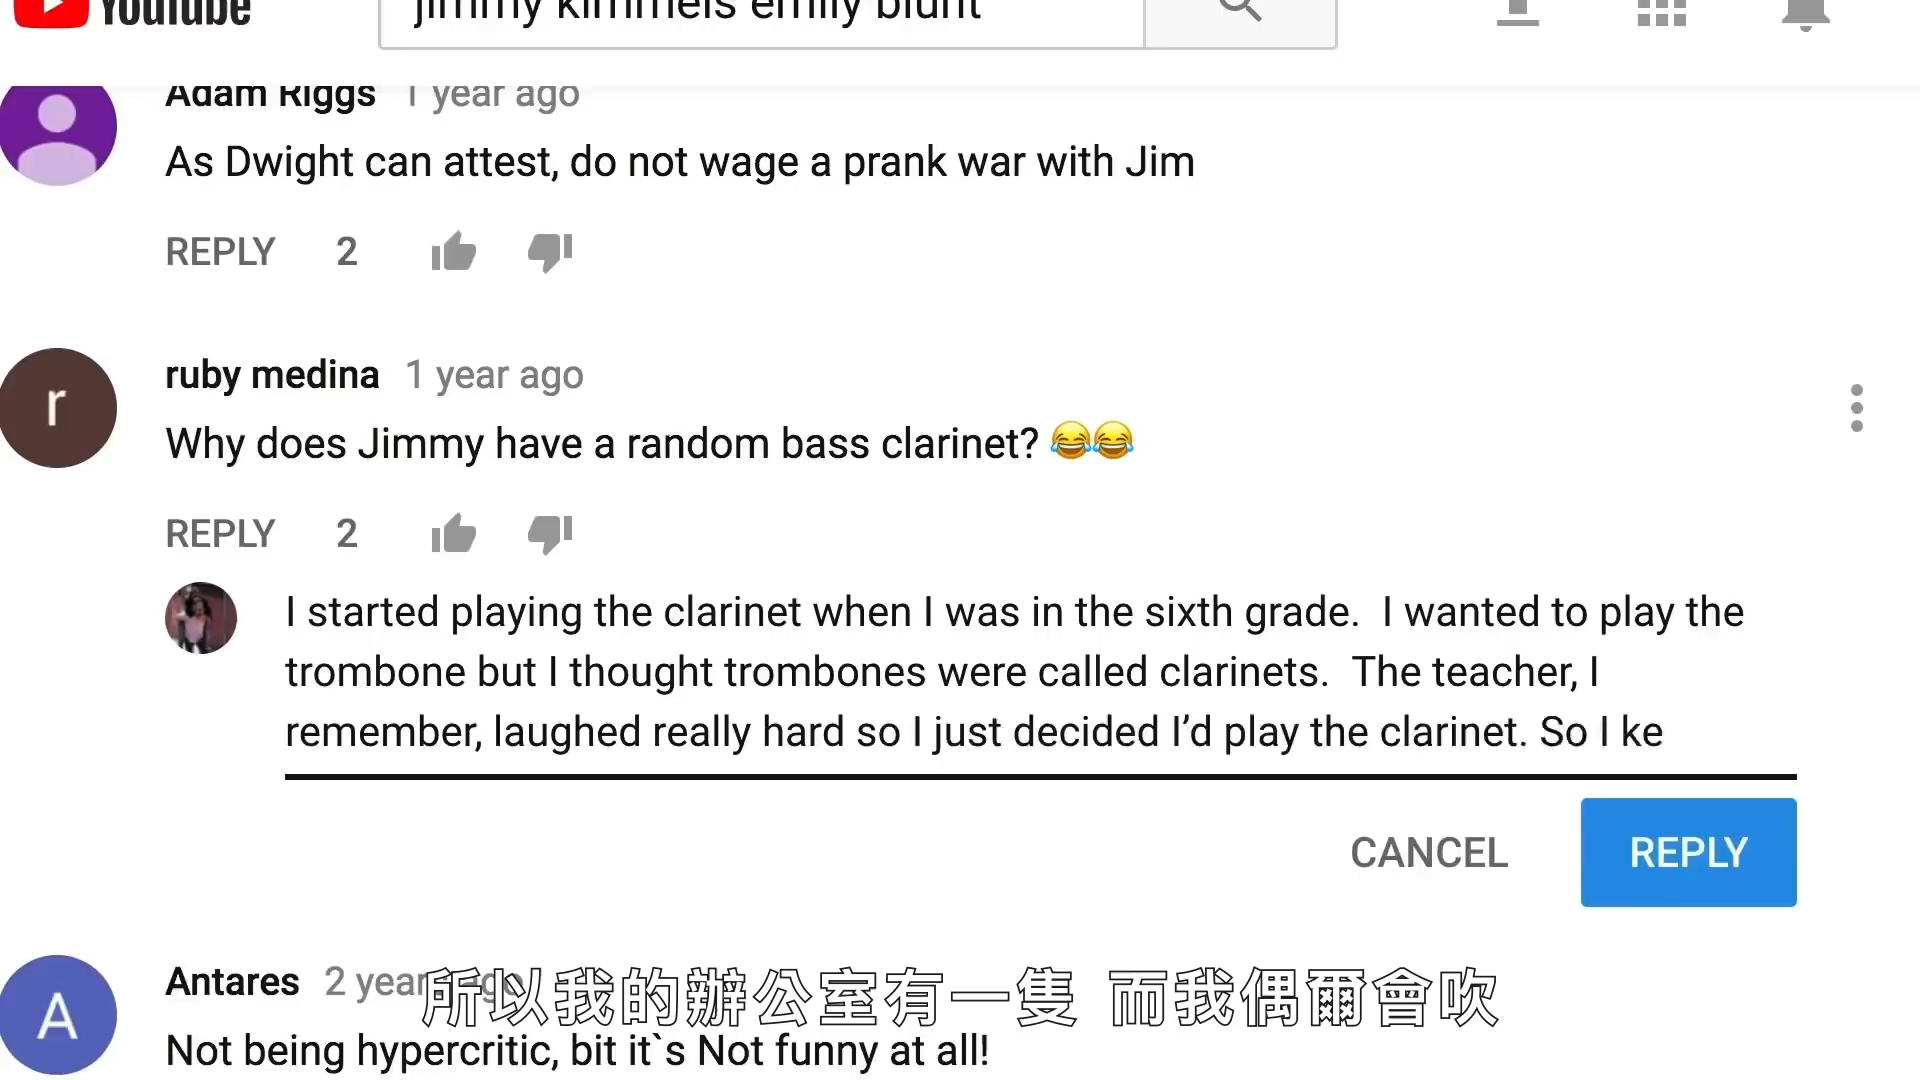 YouTube
jimmy kimmels emily blunt
Adam Riggs 1 year ago
As Dwight can attest, do not wage a prank war with Jim
REPLY 2
r
ruby medina 1 year ago
Why does Jimmy have a random bass clarinet? 😂😂
REPLY 2
I started playing the clarinet when I was in the sixth grade.  I wanted to play the
trombone but I thought trombones were called clarinets.  The teacher, I
remember, laughed really hard so I just decided I’d play the clarinet. So I ke
CANCEL REPLY
A
Antares 2 years ago
所以我的辦公室有一隻 而我偶爾會吹
Not being hypercritic, bit it`s Not funny at all!